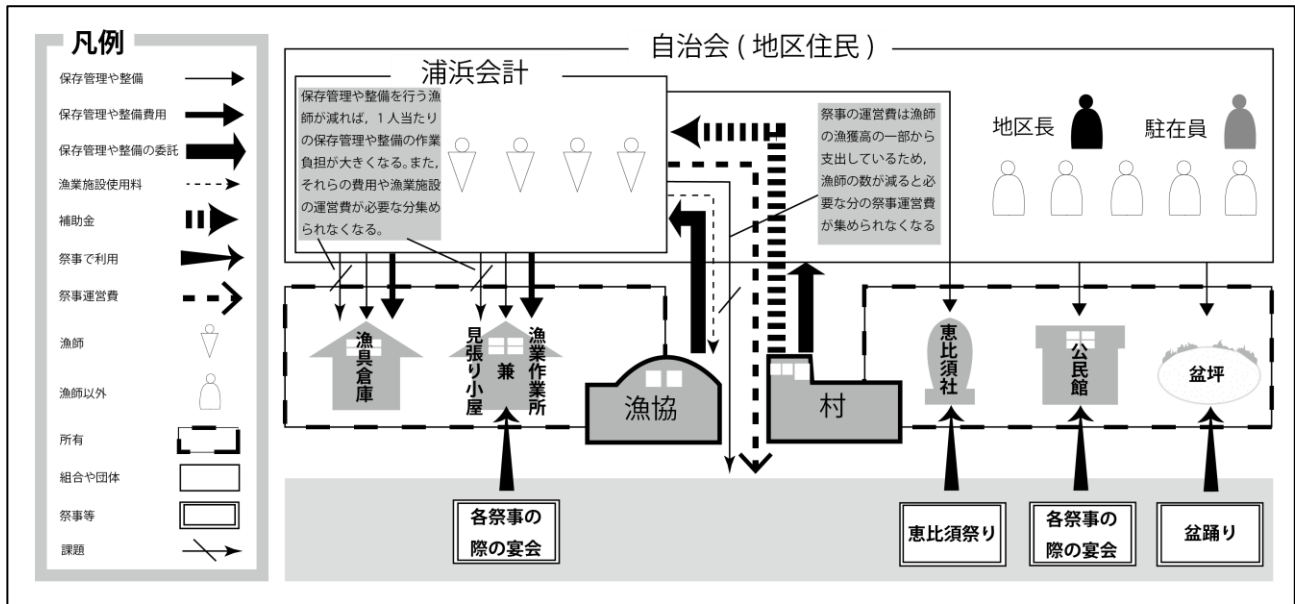 凡例
保存管理や整備
保存管理や整備費用
保存管理や整備の委託
漁業施設使用料
補助金
祭事で利用
祭事運営費
漁師
漁師以外
所有
組合や団体
祭事等
課題
自治会(地区住民)
浦浜会計
保存管理や整備を行う漁
師が減れば，1人当たり
の保存管理や整備の作業
負担が大きくなる。また，
それらの費用や漁業施設
の運営費が必要な分集め
られなくなる。
祭事の運営費は漁師
の漁獲高の一部から
支出しているため，
漁師の数が減ると必
要な分の祭事運営費
が集められなくなる
地区長
駐在員
漁具倉庫
漁業作業所
兼
見張り小屋
漁協
村
恵比須社
公民館
盆坪
各祭事の
際の宴会
恵比須祭り
各祭事の
際の宴会
盆踊り